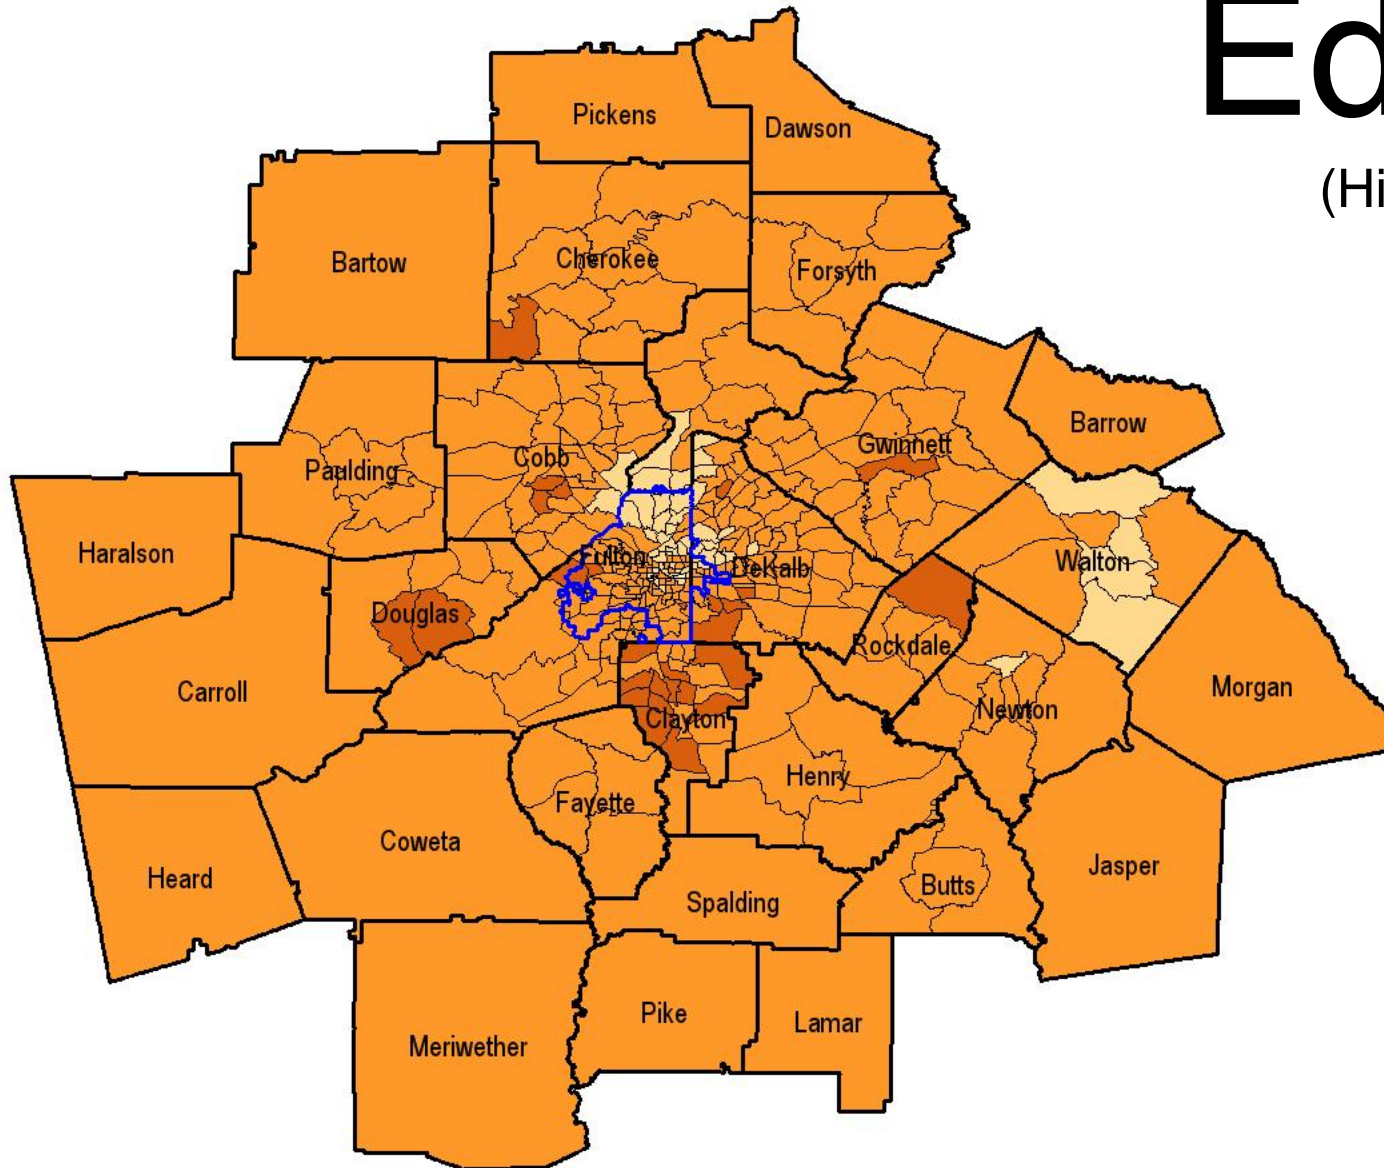 Ed
(Hi
Pickens
Dawson
Cherokee
Bartow
Forsyth
Barrow
Gwinnett
Cobb
Paulding
Haralson
Fulton
DeKalb
Walton
Douglas
Rockdale
Carroll
Morgan
Newton
Clayton
Henry
Fayette
Coweta
Jasper
Heard
Butts
Spalding
Pike
Lamar
Meriwether